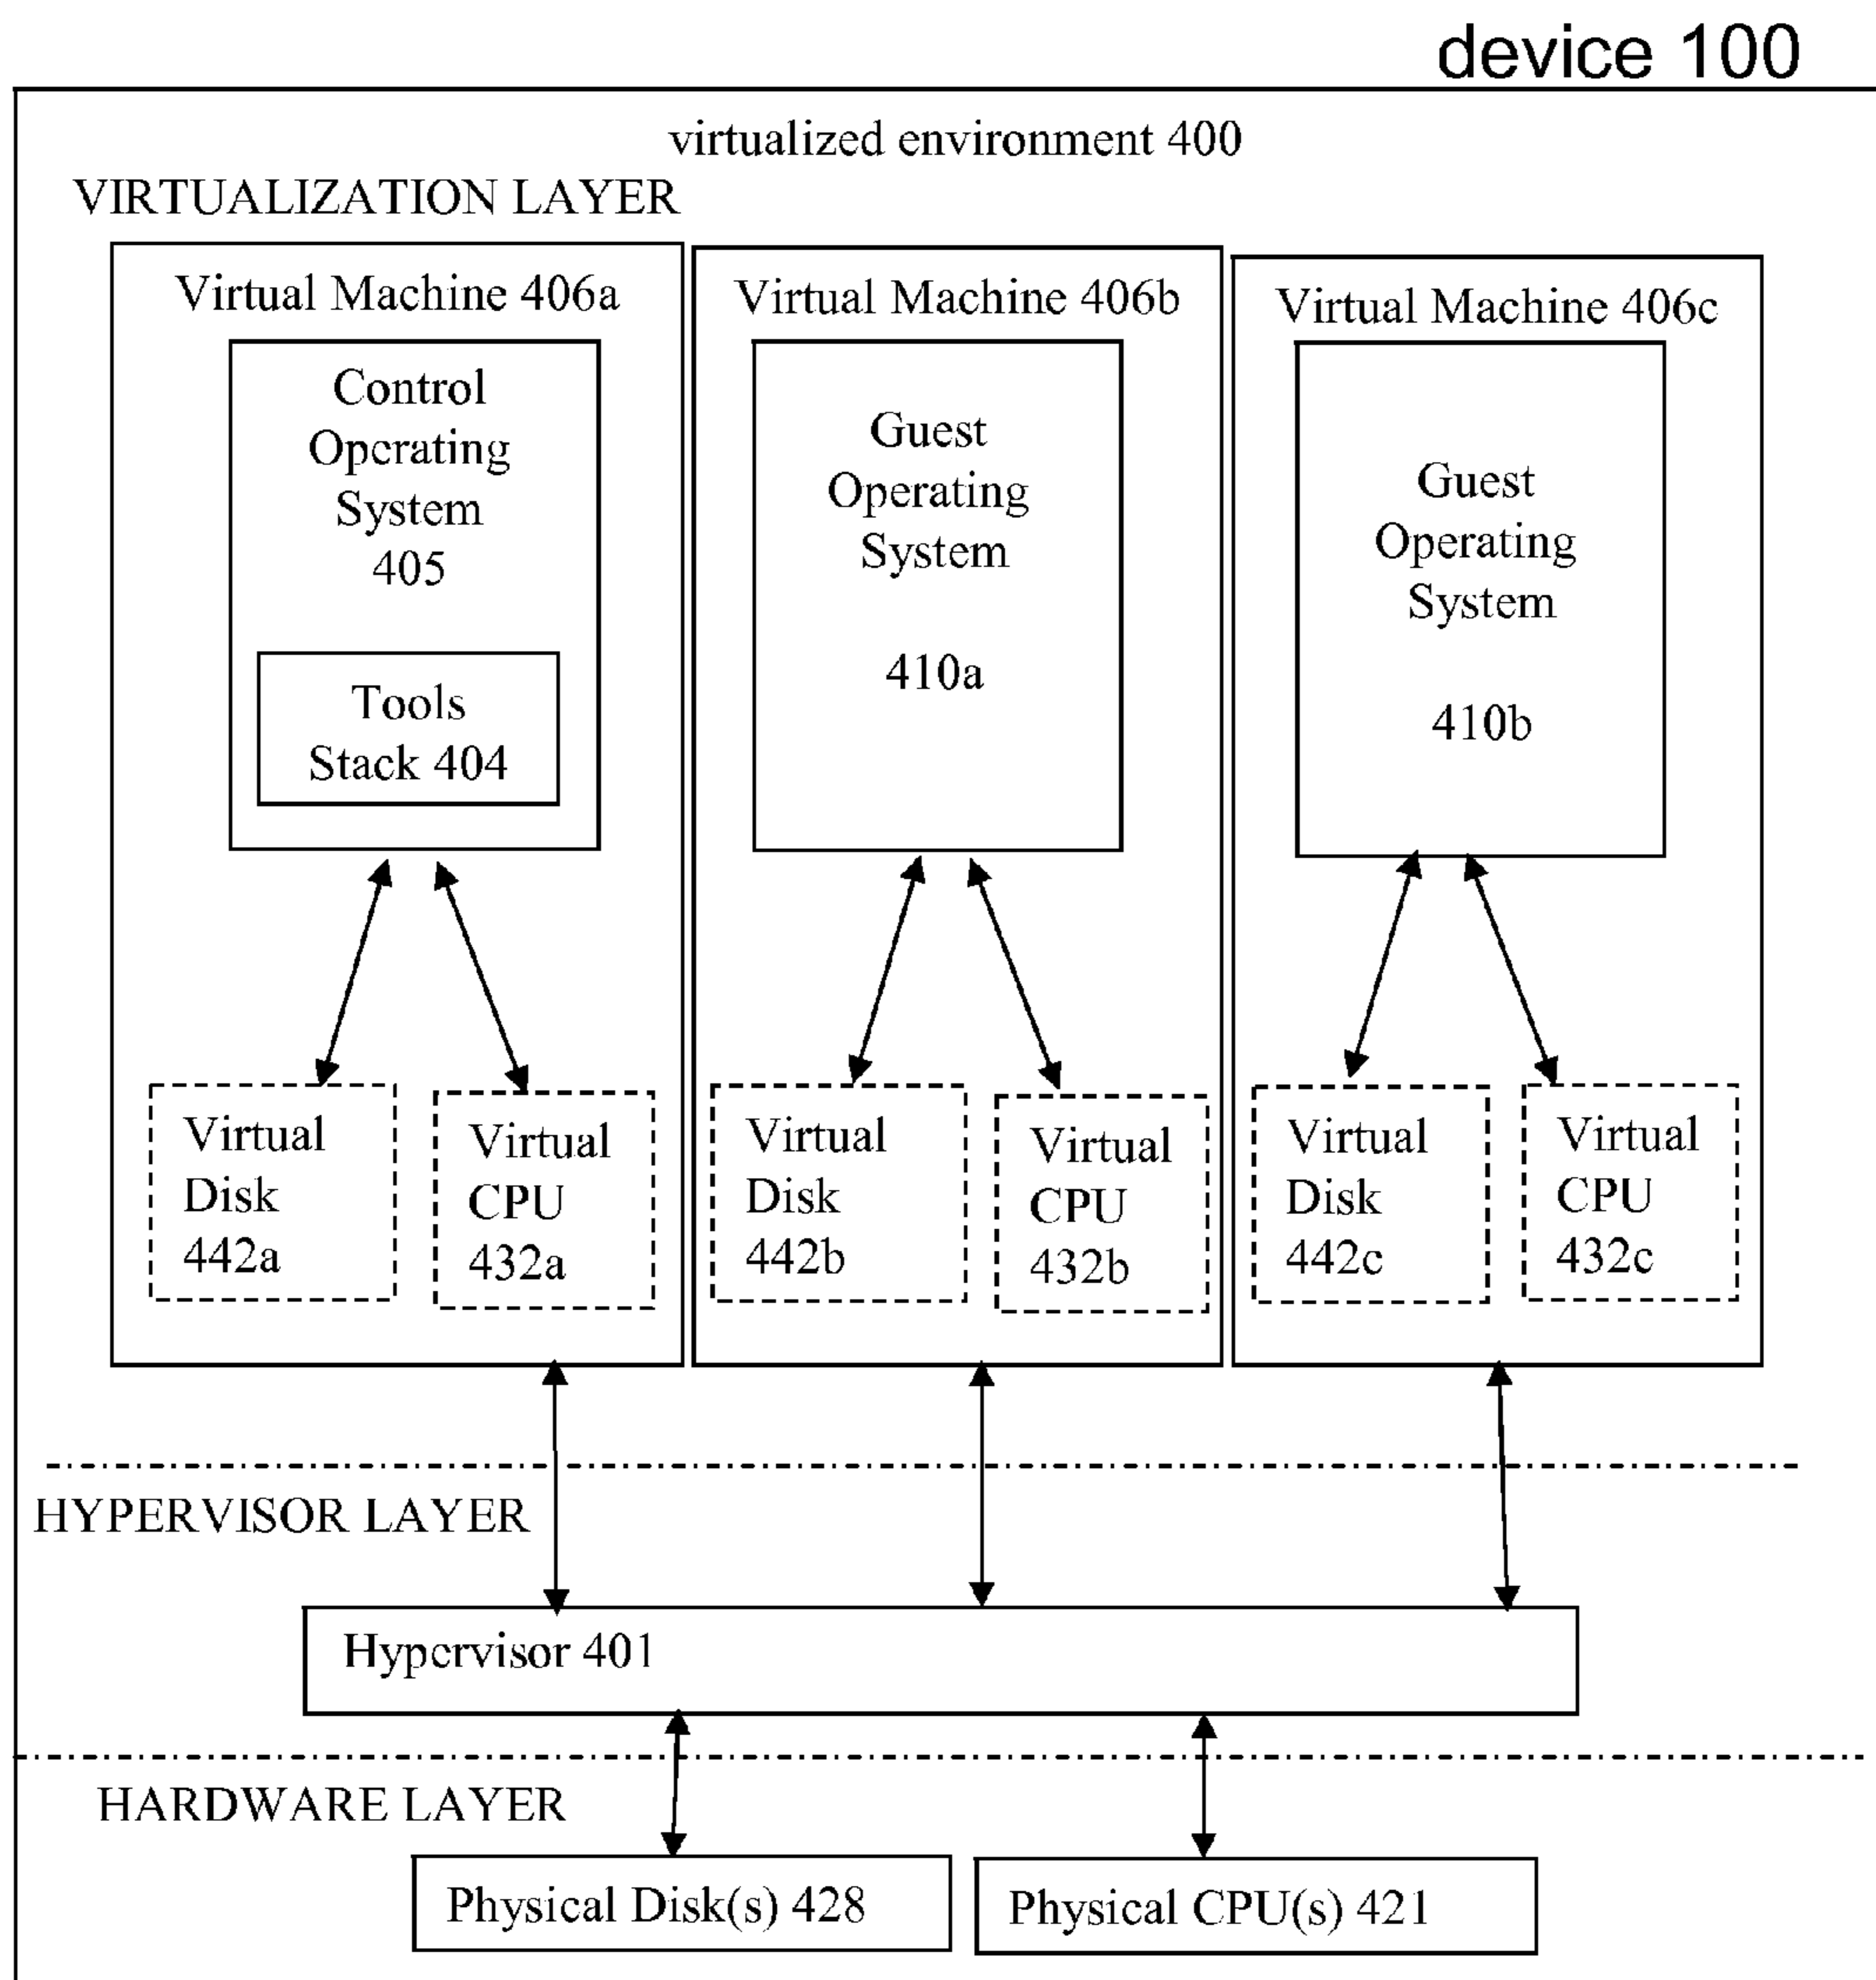 device 100
virtualized environment 400
VIRTUALIZATION LAYER
Virtual Machine 406a
Control
Operating
System
405
Tools
Stack 404
Virtual
Disk
442a
Virtual
CPU
432a
Virtual Machine 406b
Guest
Operating
System
410a
Virtual
Disk
442b
Virtual
CPU
432b
Virtual Machine 406c
Guest
Operating
System
410b
Virtual
Disk
442c
Virtual
CPU
432c
HYPERVISOR LAYER
Hypervisor 401
HARDWARE LAYER
Physical Disk(s) 428
Physical CPU(s) 421